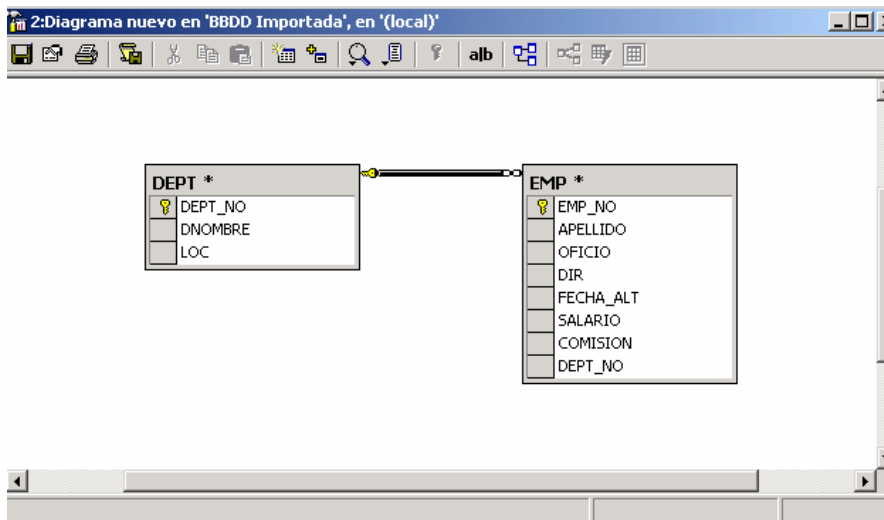 2:Diagrama nuevo en 'BBDD Importada', en '(local)'
a|b
DEPT *
DEPT_NO
DNOMBRE
LOC
EMP *
EMP_NO
APELLIDO
OFICIO
DIR
FECHA_ALT
SALARIO
COMISION
DEPT_NO